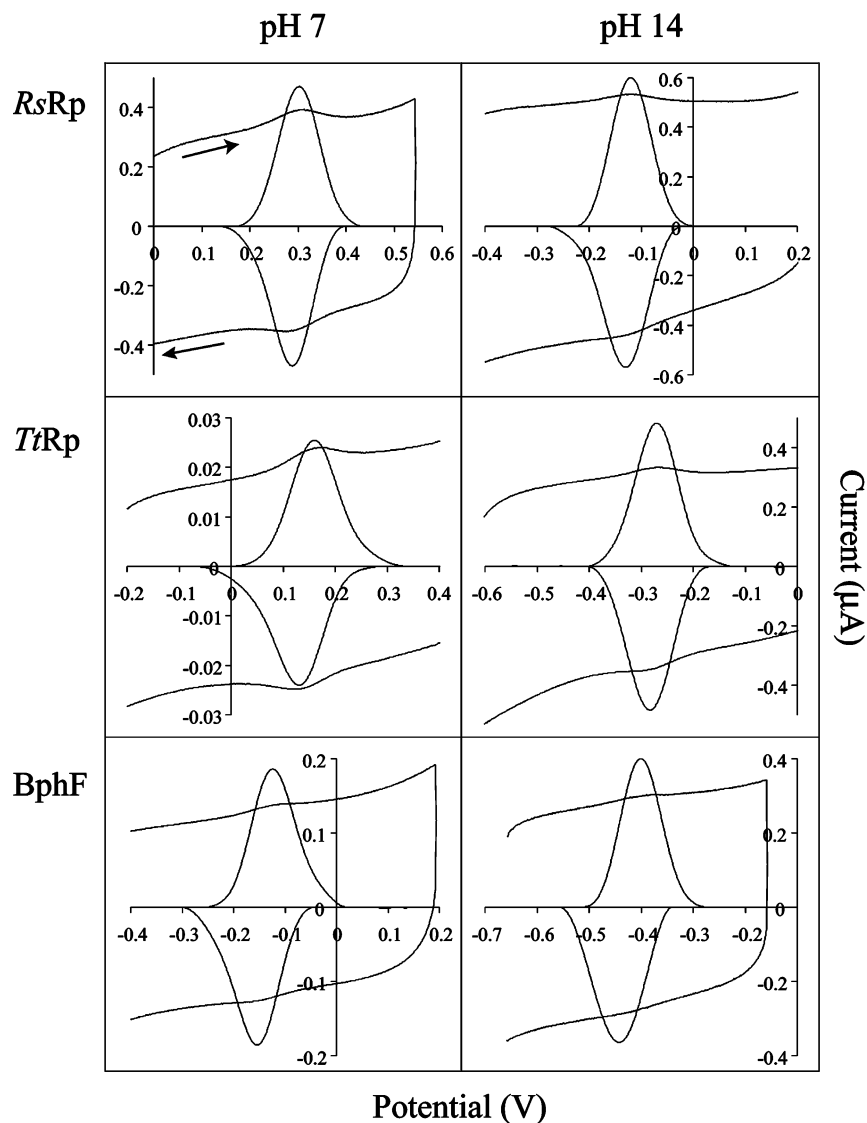 pH 7 pH 14
RsRp
0.4
0.2
0
0 0.1 0.2 0.3 0.4 0.5 0.6
-0.2
-0.4
0.6
0.4
0.2
0
-0.4 -0.3 -0.2 -0.1 0 0.1 0.2
-0.2
-0.4
-0.6
TtRp
0.03
0.02
0.01
0
-0.2 -0.1 0 0.1 0.2 0.3 0.4
-0.01
-0.02
-0.03
0.4
0.2
0
-0.6 -0.5 -0.4 -0.3 -0.2 -0.1 0
-0.2
-0.4
BphF
0.2
0.1
0
-0.4 -0.3 -0.2 -0.1 0 0.1 0.2
-0.1
-0.2
0.4
0.2
0
-0.7 -0.6 -0.5 -0.4 -0.3 -0.2
-0.2
-0.4
Current (μA)
Potential (V)